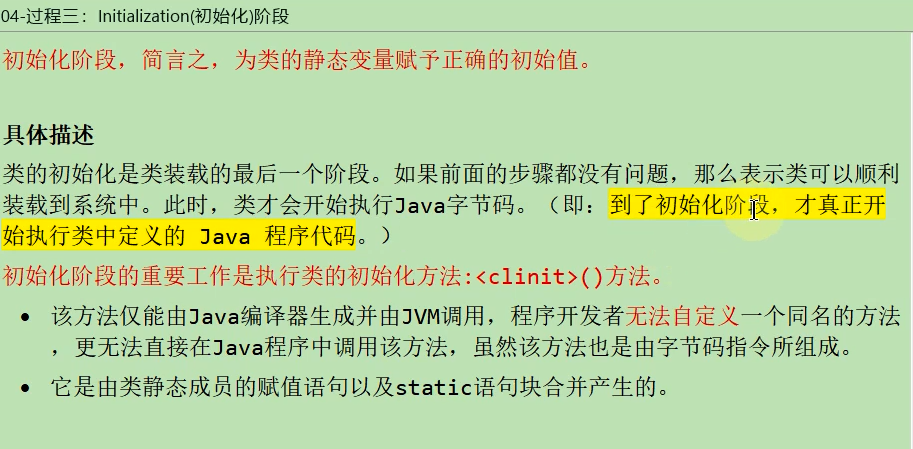 04-过程三：Initialization(初始化)阶段
初始化阶段，简言之，为类的静态变量赋予正确的初始值。
具体描述
类的初始化是类装载的最后一个阶段。如果前面的步骤都没有问题，那么表示类可以顺利
装载到系统中。此时，类才会开始执行Java字节码。（即：到了初始化阶段，才真正开
始执行类中定义的 Java 程序代码。）
初始化阶段的重要工作是执行类的初始化方法:<clinit>()方法。
• 该方法仅能由Java编译器生成并由JVM调用，程序开发者无法自定义一个同名的方法
，更无法直接在Java程序中调用该方法，虽然该方法也是由字节码指令所组成。
• 它是由类静态成员的赋值语句以及static语句块合并产生的。